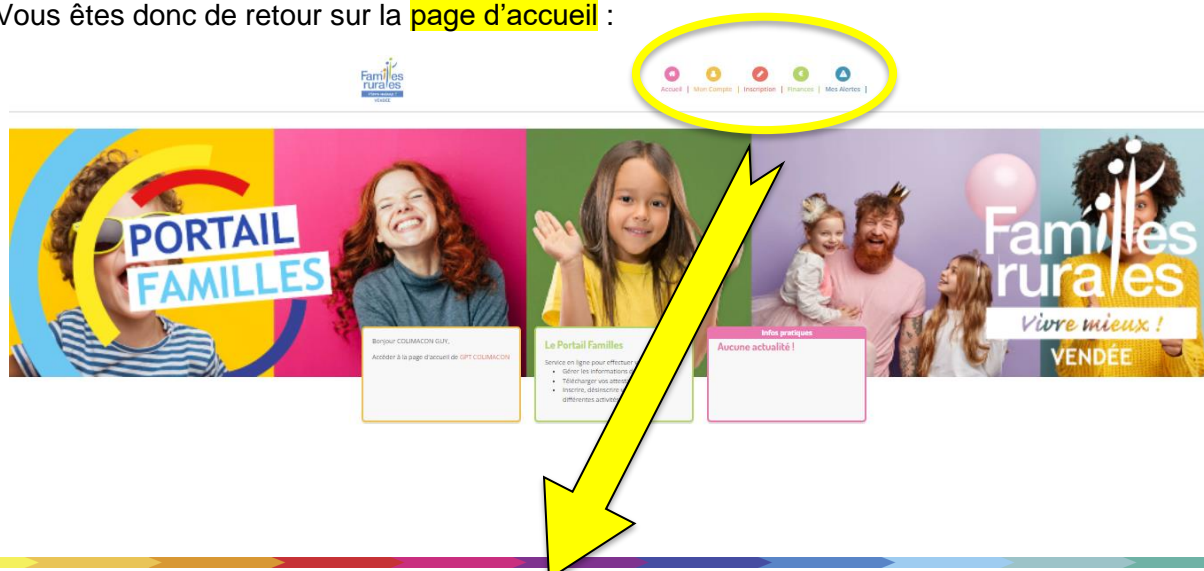 Vous êtes donc de retour sur la page d'accueil :
Familles
rurales
Vivre mieux !
VENDÉE
Accueil | Mon Compte | Inscription | Finances | Mes Alertes |
PORTAIL
FAMILLES
Familles
rurales
Vivre mieux !
VENDÉE
Bonjour COLIMACON GUY,
Accéder à la page d'accueil de GPT COLIMACON
Le Portail Familles
Service en ligne pour effectuer
Gérer les informations
Télécharger vos
Inscrire, désinscrire
différentes
Infos pratiques
Aucune actualité !